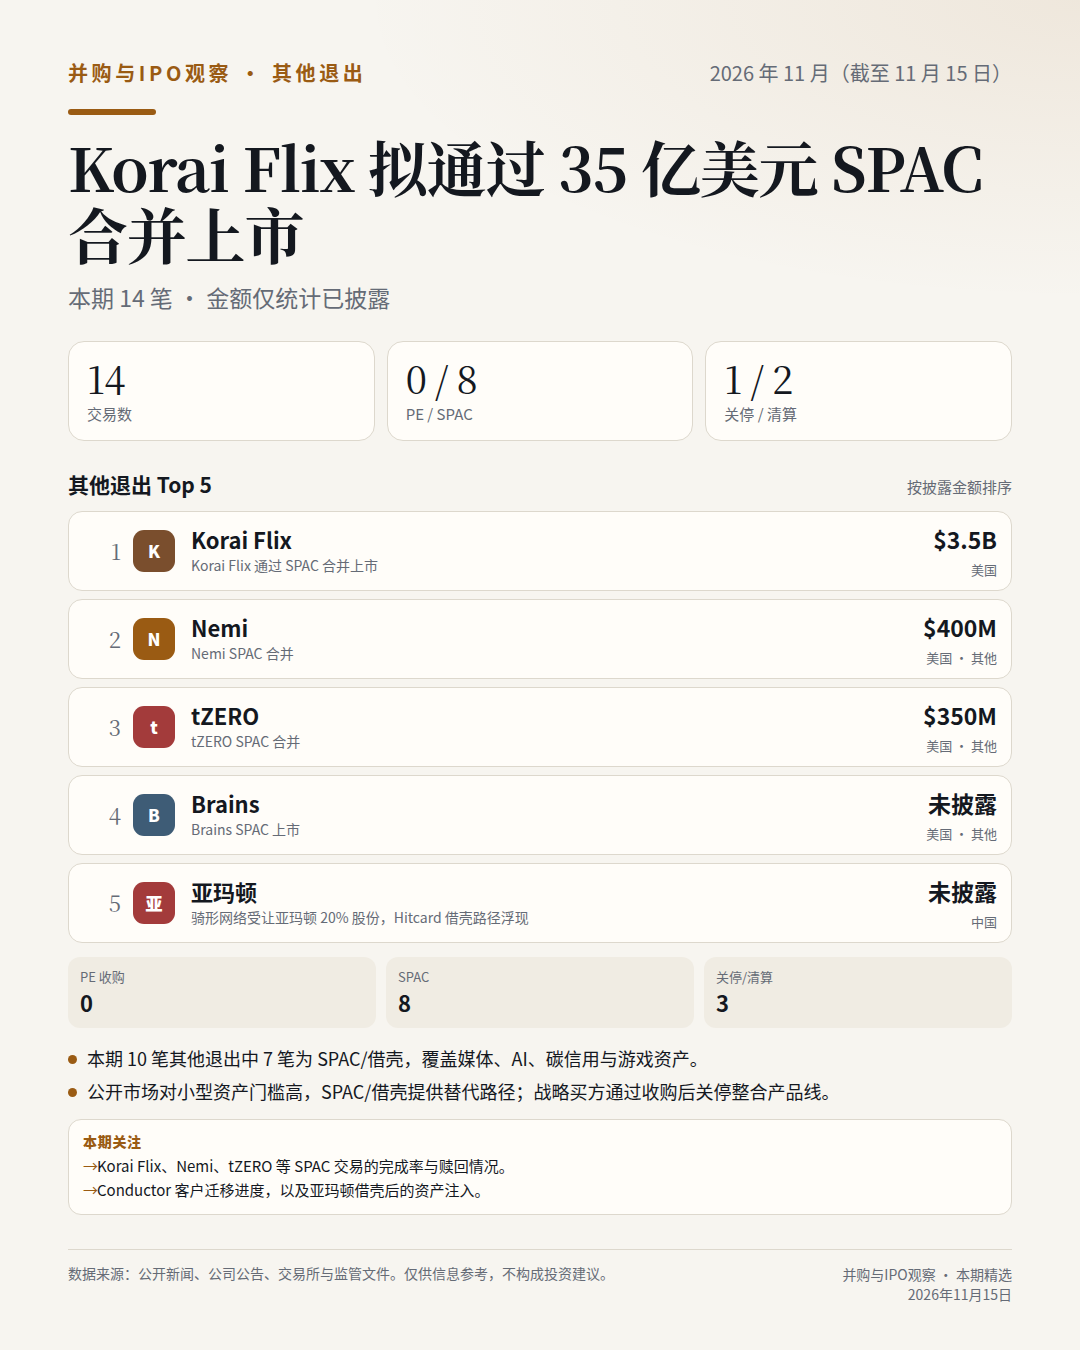 并购与IPO观察 • 其他退出
2026 年 11 月（截至 11 月 15 日）
Korai Flix 拟通过 35 亿美元 SPAC
合并上市
本期 14 笔 • 金额仅统计已披露
14
交易数
0 / 8
PE / SPAC
1 / 2
关停 / 清算
其他退出 Top 5
按披露金额排序
1
K
Korai Flix
Korai Flix 通过 SPAC 合并上市
$3.5B
美国
2
N
Nemi
Nemi SPAC 合并
$400M
美国 • 其他
3
t
tZERO
tZERO SPAC 合并
$350M
美国 • 其他
4
B
Brains
Brains SPAC 上市
未披露
美国 • 其他
5
亚
亚玛顿
骑形网络受让亚玛顿 20% 股份，Hitcard 借壳路径浮现
未披露
中国
PE 收购
0
SPAC
8
关停/清算
3
本期 10 笔其他退出中 7 笔为 SPAC/借壳，覆盖媒体、AI、碳信用与游戏资产。
公开市场对小型资产门槛高，SPAC/借壳提供替代路径；战略买方通过收购后关停整合产品线。
本期关注
→Korai Flix、Nemi、tZERO 等 SPAC 交易的完成率与赎回情况。
→Conductor 客户迁移进度，以及亚玛顿借壳后的资产注入。
数据来源：公开新闻、公司公告、交易所与监管文件。仅供信息参考，不构成投资建议。
并购与IPO观察 • 本期精选
2026年11月15日